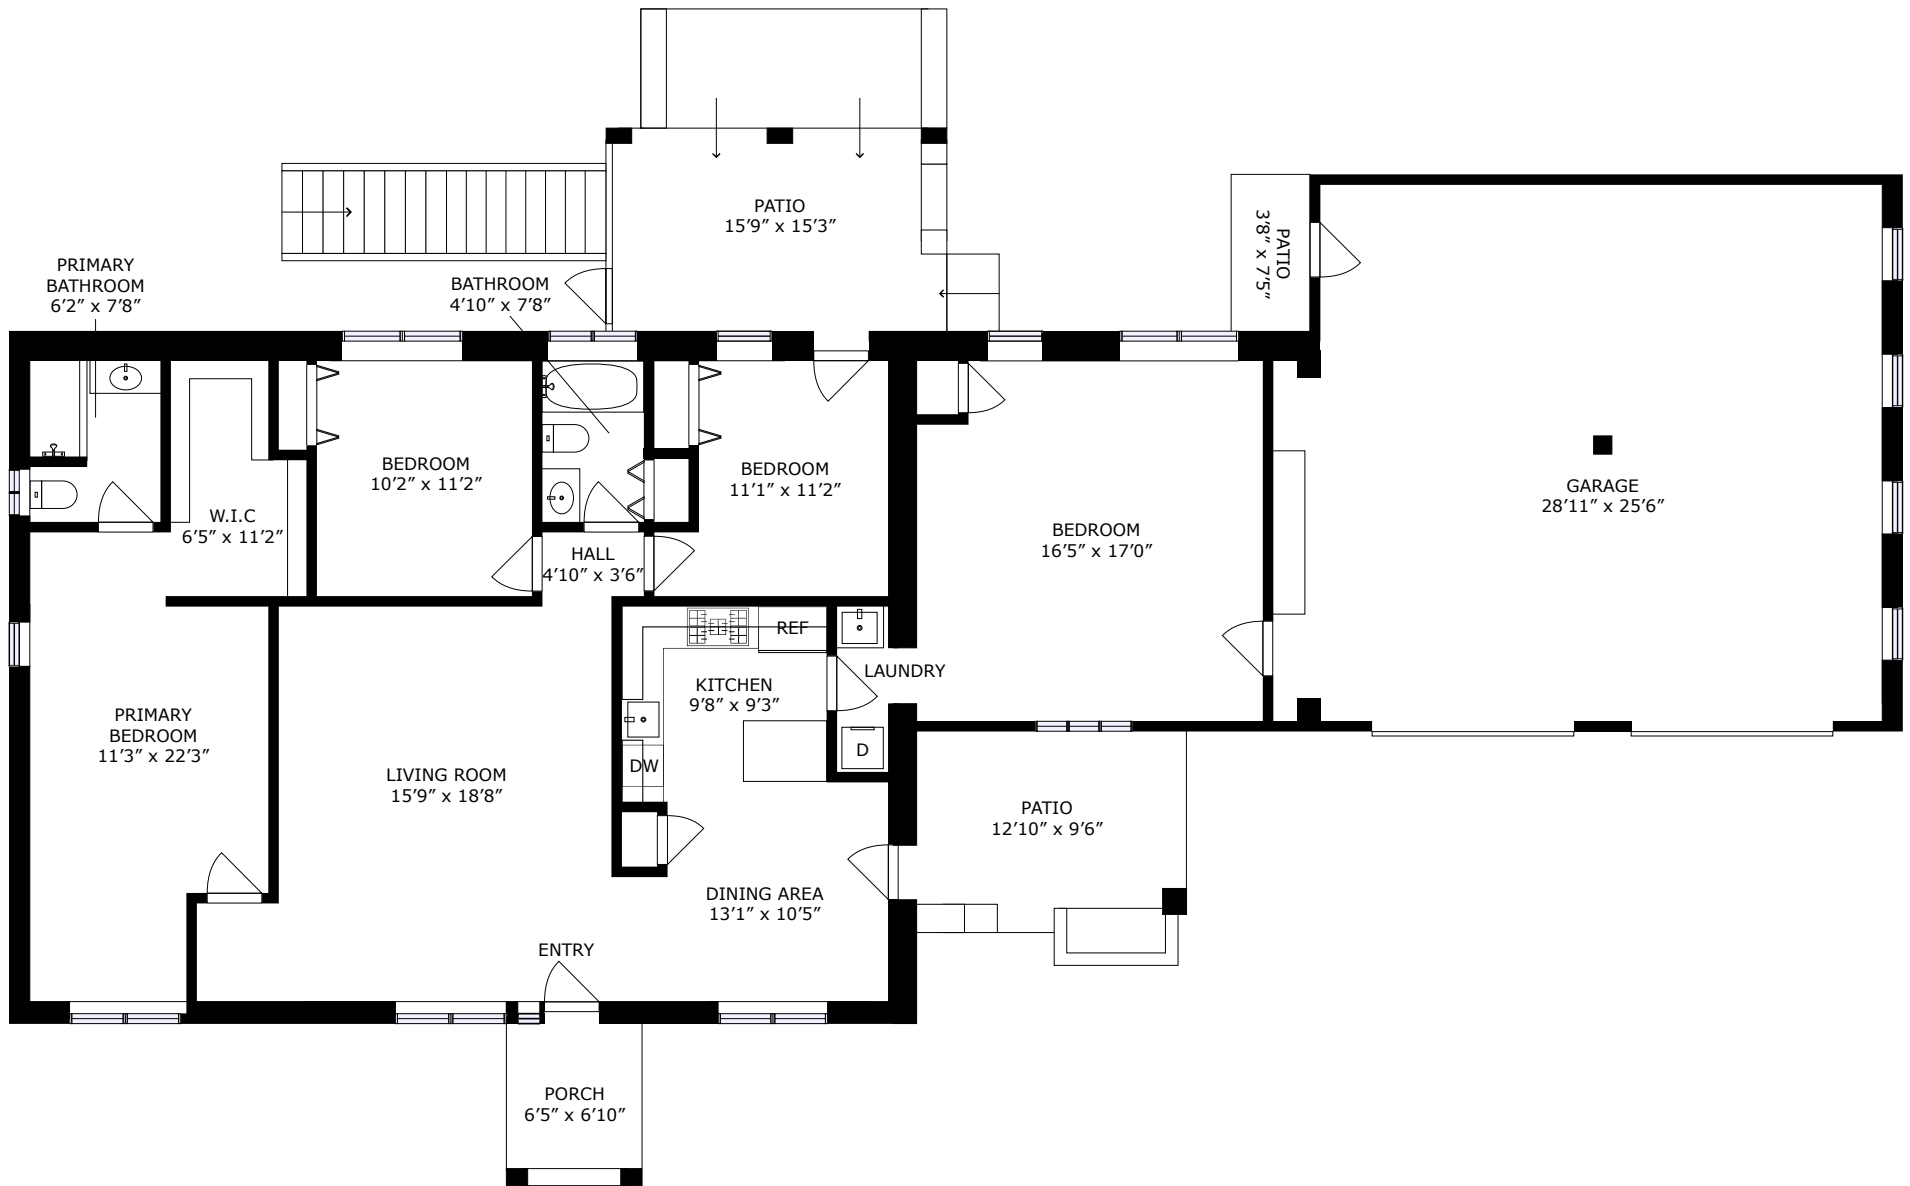 PATIO
15’9” x 15’3”
PATIO
3’8” x 7’5”
PRIMARY
BATHROOM
6’2” x 7’8”
BATHROOM
4’10” x 7’8”
BEDROOM
10’2” x 11’2”
BEDROOM
11’1” x 11’2”
W.I.C
6’5” x 11’2”
HALL
4’10” x 3’6”
BEDROOM
16’5” x 17’0”
GARAGE
28’11” x 25’6”
REF
LAUNDRY
KITCHEN
9’8” x 9’3”
PRIMARY
BEDROOM
11’3” x 22’3”
LIVING ROOM
15’9” x 18’8”
DW
D
PATIO
12’10” x 9’6”
DINING AREA
13’1” x 10’5”
ENTRY
PORCH
6’5” x 6’10”